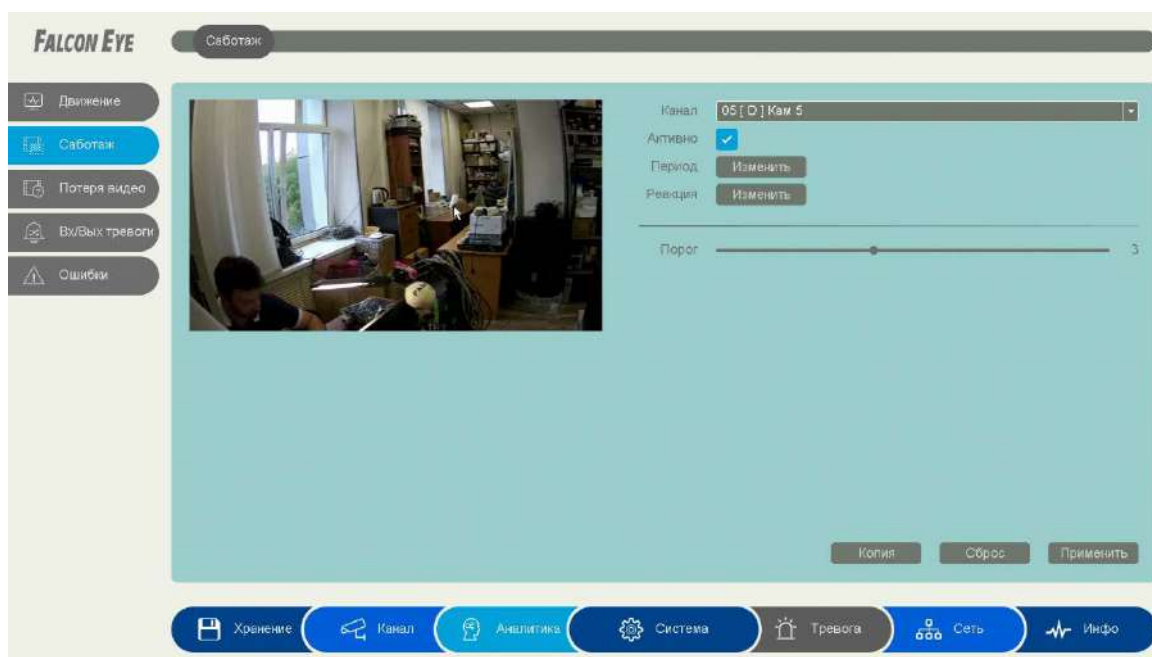 FALCON EYE
Саботаж
Движение
Саботаж
Потеря видео
Вх/Вых тревоги
Ошибки
Канал 05 [ D ] Кам 5
Активно
Период Изменить
Реакция Изменить
Порог 3
Копия Сброс Применить
Хранение Канал Аналитика Система Тревога Сеть Инфо